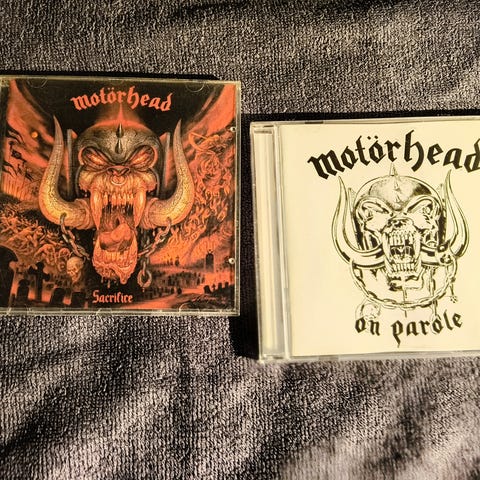 motörhead
Sacrifice
motörhead
on parole